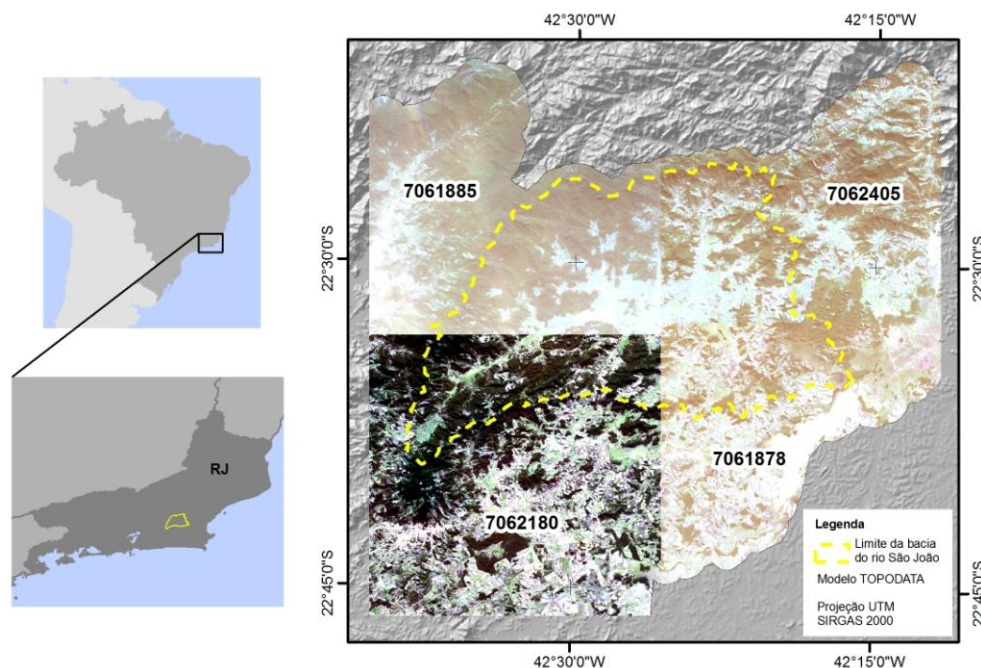 42°30'0"W
42°15'0"W
7061885
7062405
22°30'0"S
22°30'0"S
RJ
7061878
7062180
Legenda
Limite da bacia
do rio São João
Modelo TOPODATA
Projeção UTM
SIRGAS 2000
22°45'0"S
22°45'0"S
42°30'0"W
42°15'0"W